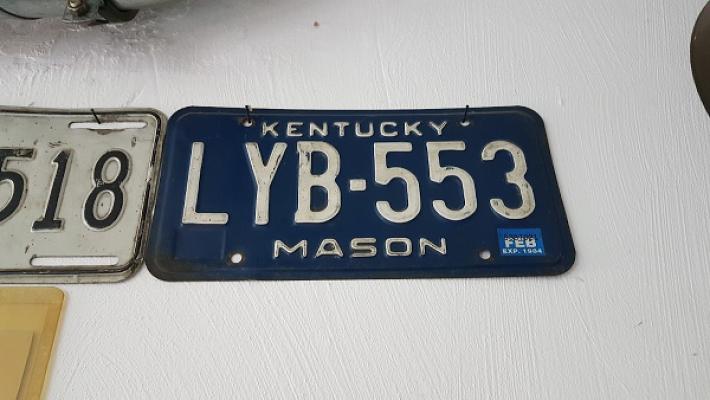 518
KENTUCKY
LYB-553
MASON
FEB
EXP. 1984